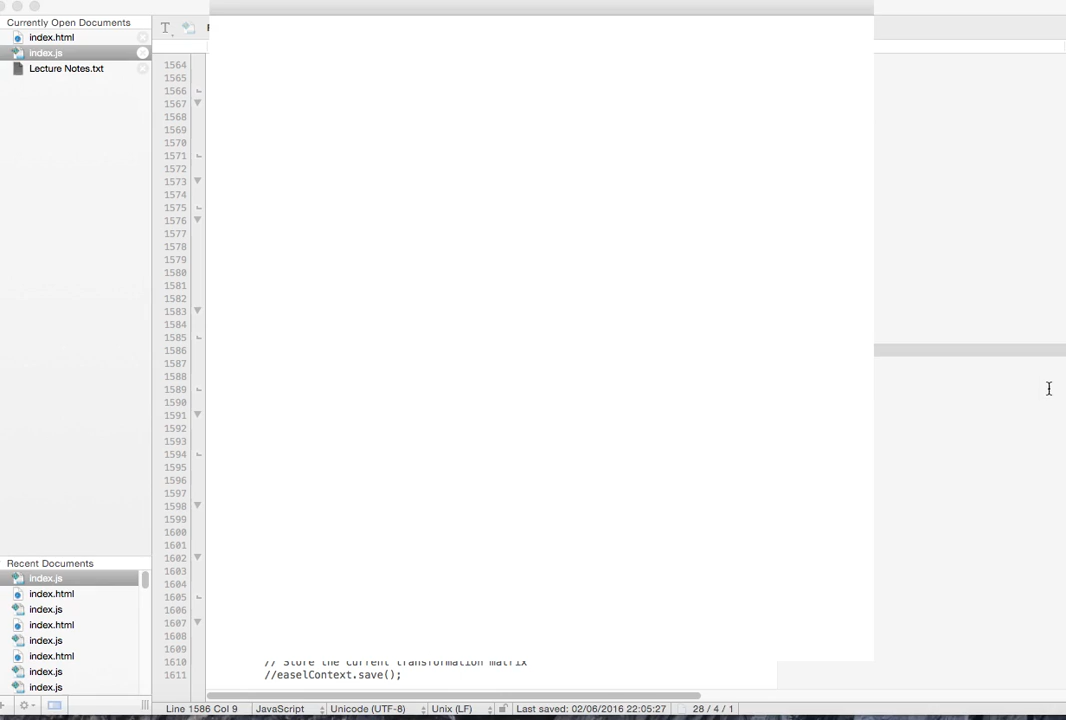 Currently Open Documents
index.html
index.js
Lecture Notes.txt
T
1564
1565
1566
1567
1568
1569
1570
1571
1572
1573
1574
1575
1576
1577
1578
1579
1580
1581
1582
1583
1584
1585
1586
1587
1588
1589
1590
1591
1592
1593
1594
1595
1596
1597
1598
1599
1600
1601
1602
1603
1604
1605
1606
1607
1608
1609
1610 // Store the current transformation matrix
1611 //easelContext.save();
Recent Documents
index.js
index.html
index.js
index.html
index.js
index.html
index.js
index.js
Line 1586 Col 9 JavaScript Unicode (UTF-8) Unix (LF) Last saved: 02/06/2016 22:05:27 28 / 4 / 1